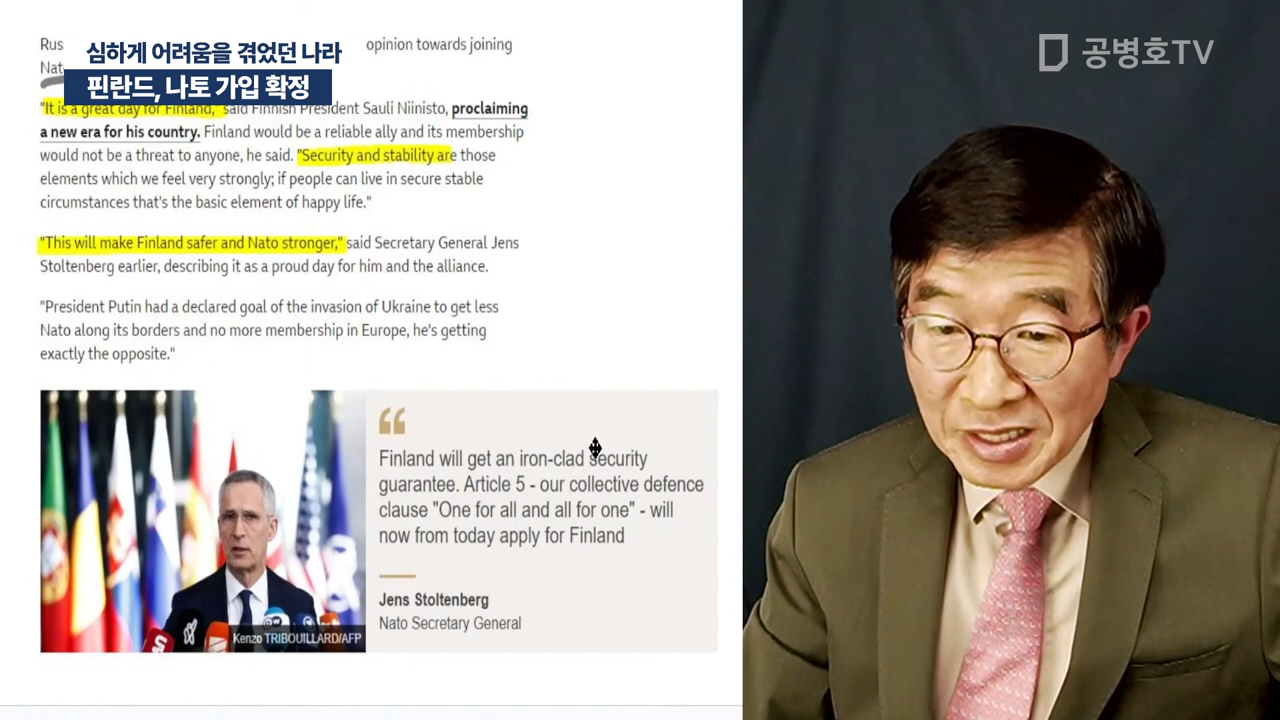 심하게 어려움을 겪었던 나라
핀란드, 나토 가입 확정
공병호TV
Rus opinion towards joining
Nat
"It is a great day for Finland," said Finnish President Sauli Niinisto, proclaiming
a new era for his country. Finland would be a reliable ally and its membership
would not be a threat to anyone, he said. "Security and stability are those
elements which we feel very strongly; if people can live in secure stable
circumstances that's the basic element of happy life."
"This will make Finland safer and Nato stronger," said Secretary General Jens
Stoltenberg earlier, describing it as a proud day for him and the alliance.
"President Putin had a declared goal of the invasion of Ukraine to get less
Nato along its borders and no more membership in Europe, he's getting
exactly the opposite."
Finland will get an iron-clad security
guarantee. Article 5 - our collective defence
clause "One for all and all for one" - will
now from today apply for Finland
Jens Stoltenberg
Nato Secretary General
Kenzo TRIBOUILLARD/AFP